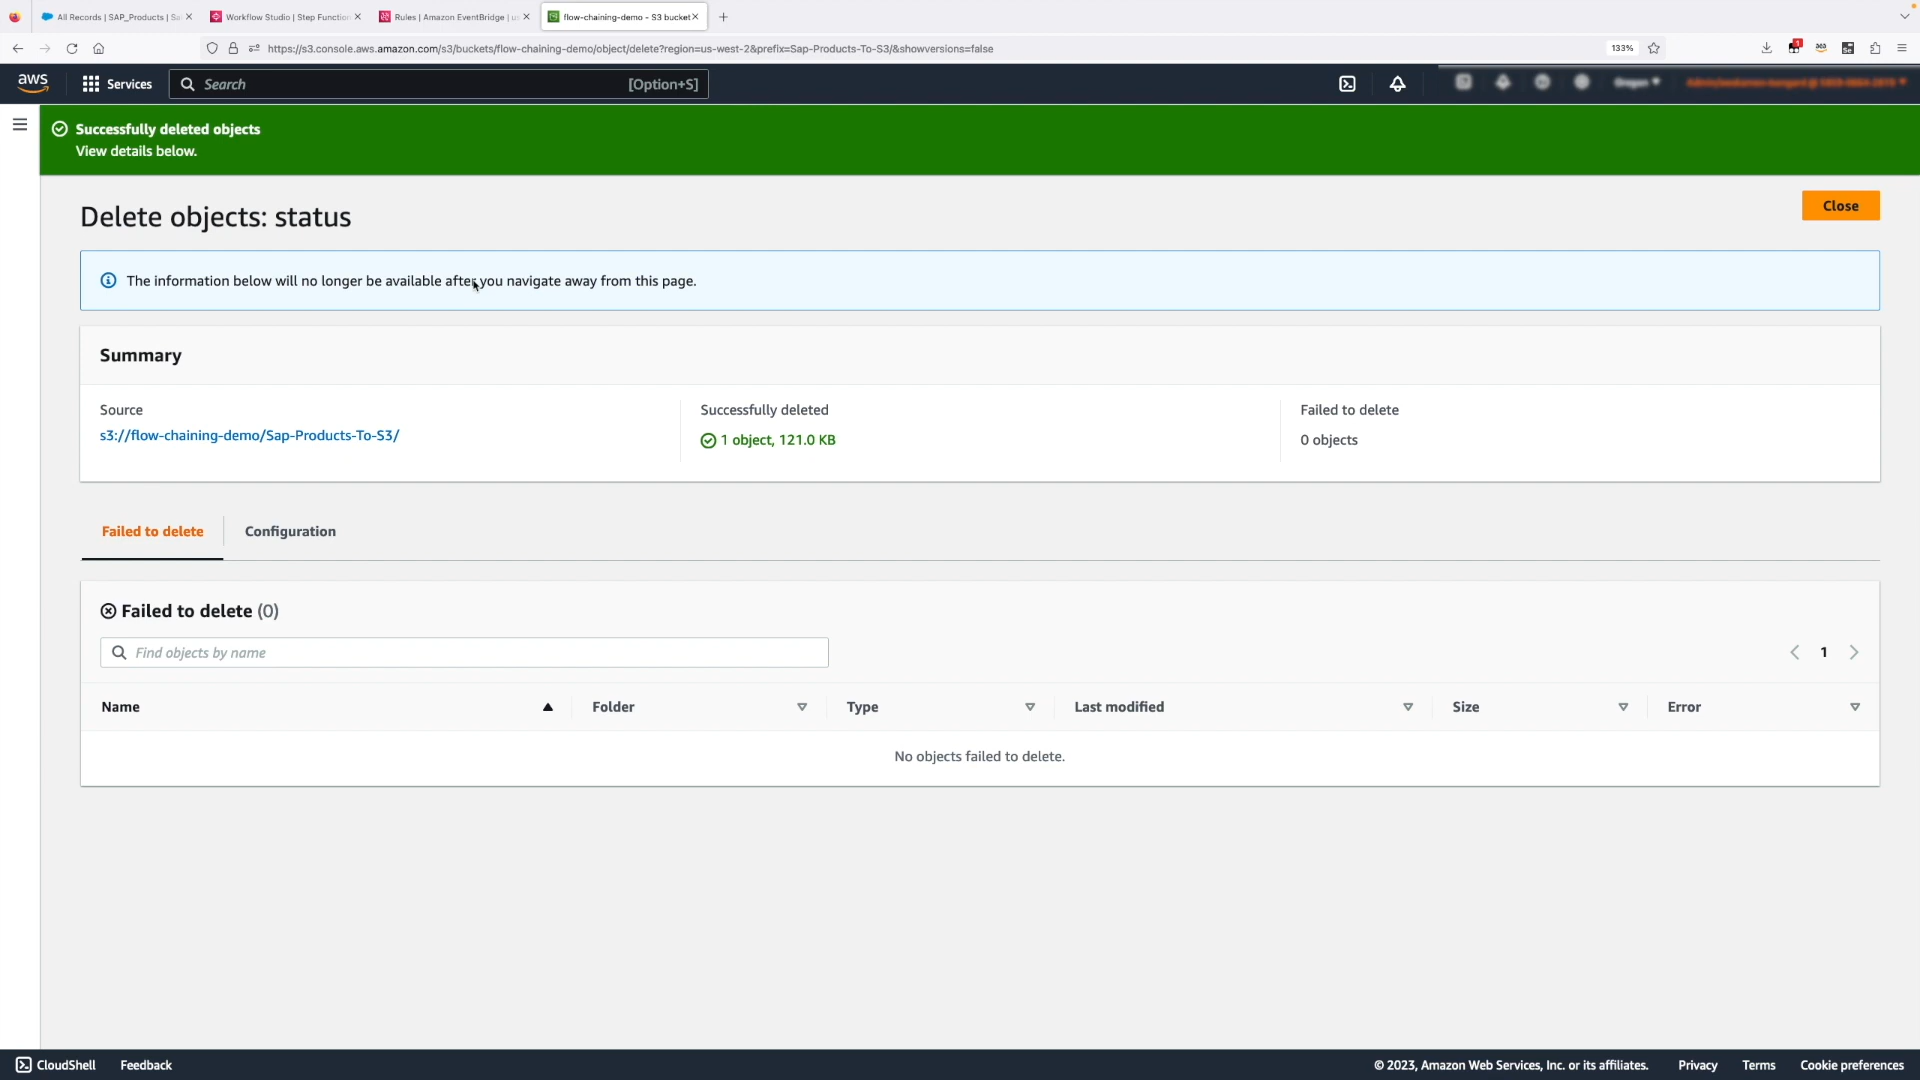 All Records | SAP_Products | Sa
Workflow Studio | Step Function
Rules | Amazon EventBridge | us
flow-chaining-demo - S3 bucket
https://s3.console.aws.amazon.com/s3/buckets/flow-chaining-demo/object/delete?region=us-west-2&prefix=Sap-Products-To-S3/&showversions=false
133%
aws
Services
Search
[Option+S]
Oregon
Successfully deleted objects
View details below.
Delete objects: status
Close
The information below will no longer be available after you navigate away from this page.
Summary
Source
Successfully deleted
Failed to delete
s3://flow-chaining-demo/Sap-Products-To-S3/
1 object, 121.0 KB
0 objects
Failed to delete
Configuration
Failed to delete (0)
Find objects by name
1
Name
Folder
Type
Last modified
Size
Error
No objects failed to delete.
CloudShell
Feedback
© 2023, Amazon Web Services, Inc. or its affiliates.
Privacy
Terms
Cookie preferences